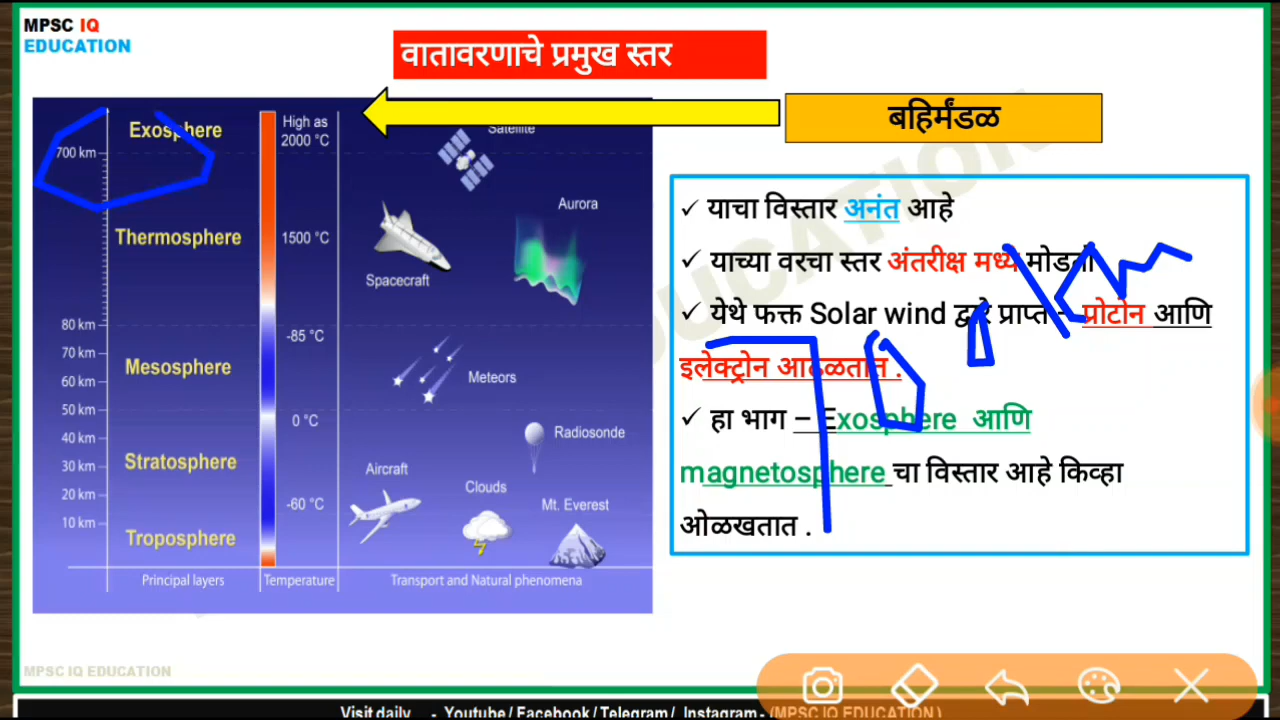 MPSC IQ
EDUCATION
वातावरणाचे प्रमुख स्तर
बहिर्मंडळ
Exosphere
700 km
Thermosphere
80 km
70 km
Mesosphere
60 km
50 km
40 km
Stratosphere
30 km
20 km
10 km
Troposphere
Principal layers
High as
2000 °C
1500 °C
-85 °C
0 °C
-60 °C
Temperature
Satellite
Aurora
Spacecraft
Meteors
Radiosonde
Aircraft
Clouds
Mt. Everest
Transport and Natural phenomena
✓ याचा विस्तार अनंत आहे
✓ याच्या वरचा स्तर अंतरीक्ष मध्ये मोडतो
✓ येथे फक्त Solar wind द्वारे प्राप्त – प्रोटोन आणि
इलेक्ट्रोन आढळतात .
✓ हा भाग – Exosphere आणि
magnetosphere चा विस्तार आहे किव्हा
ओळखतात .
MPSC IQ EDUCATION
Visit daily - Youtube / Facebook / Telegram / Instagram - (MPSC IQ EDUCATION)